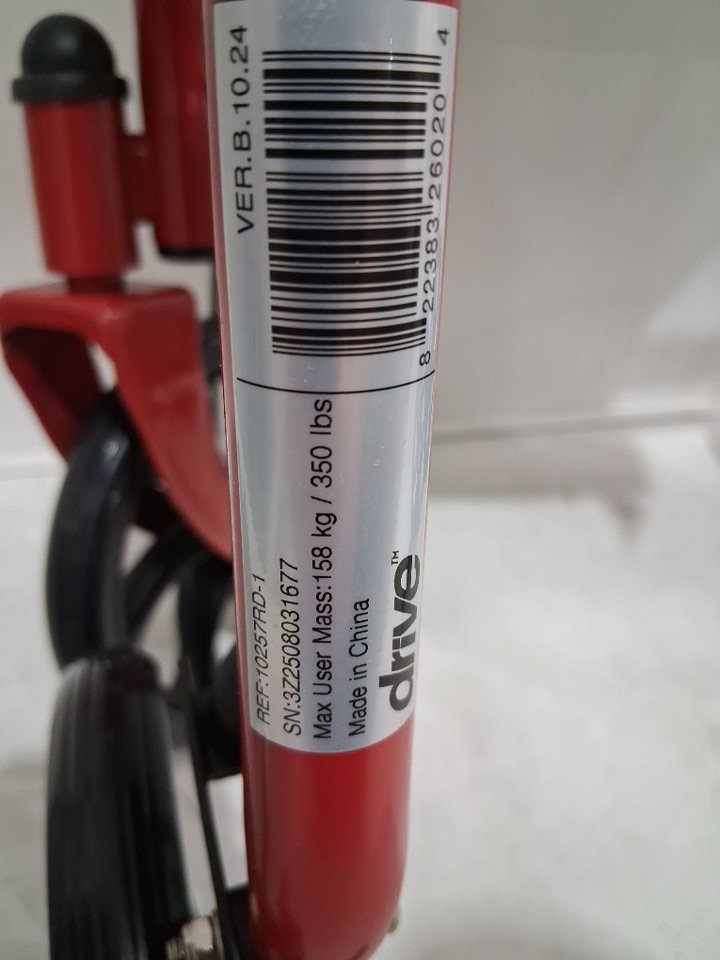 VER.B.10.24
8 22383 26020 4
REF:10257RD-1
SN:3Z2508031677
Max User Mass:158 kg / 350 lbs
Made in China
drive™